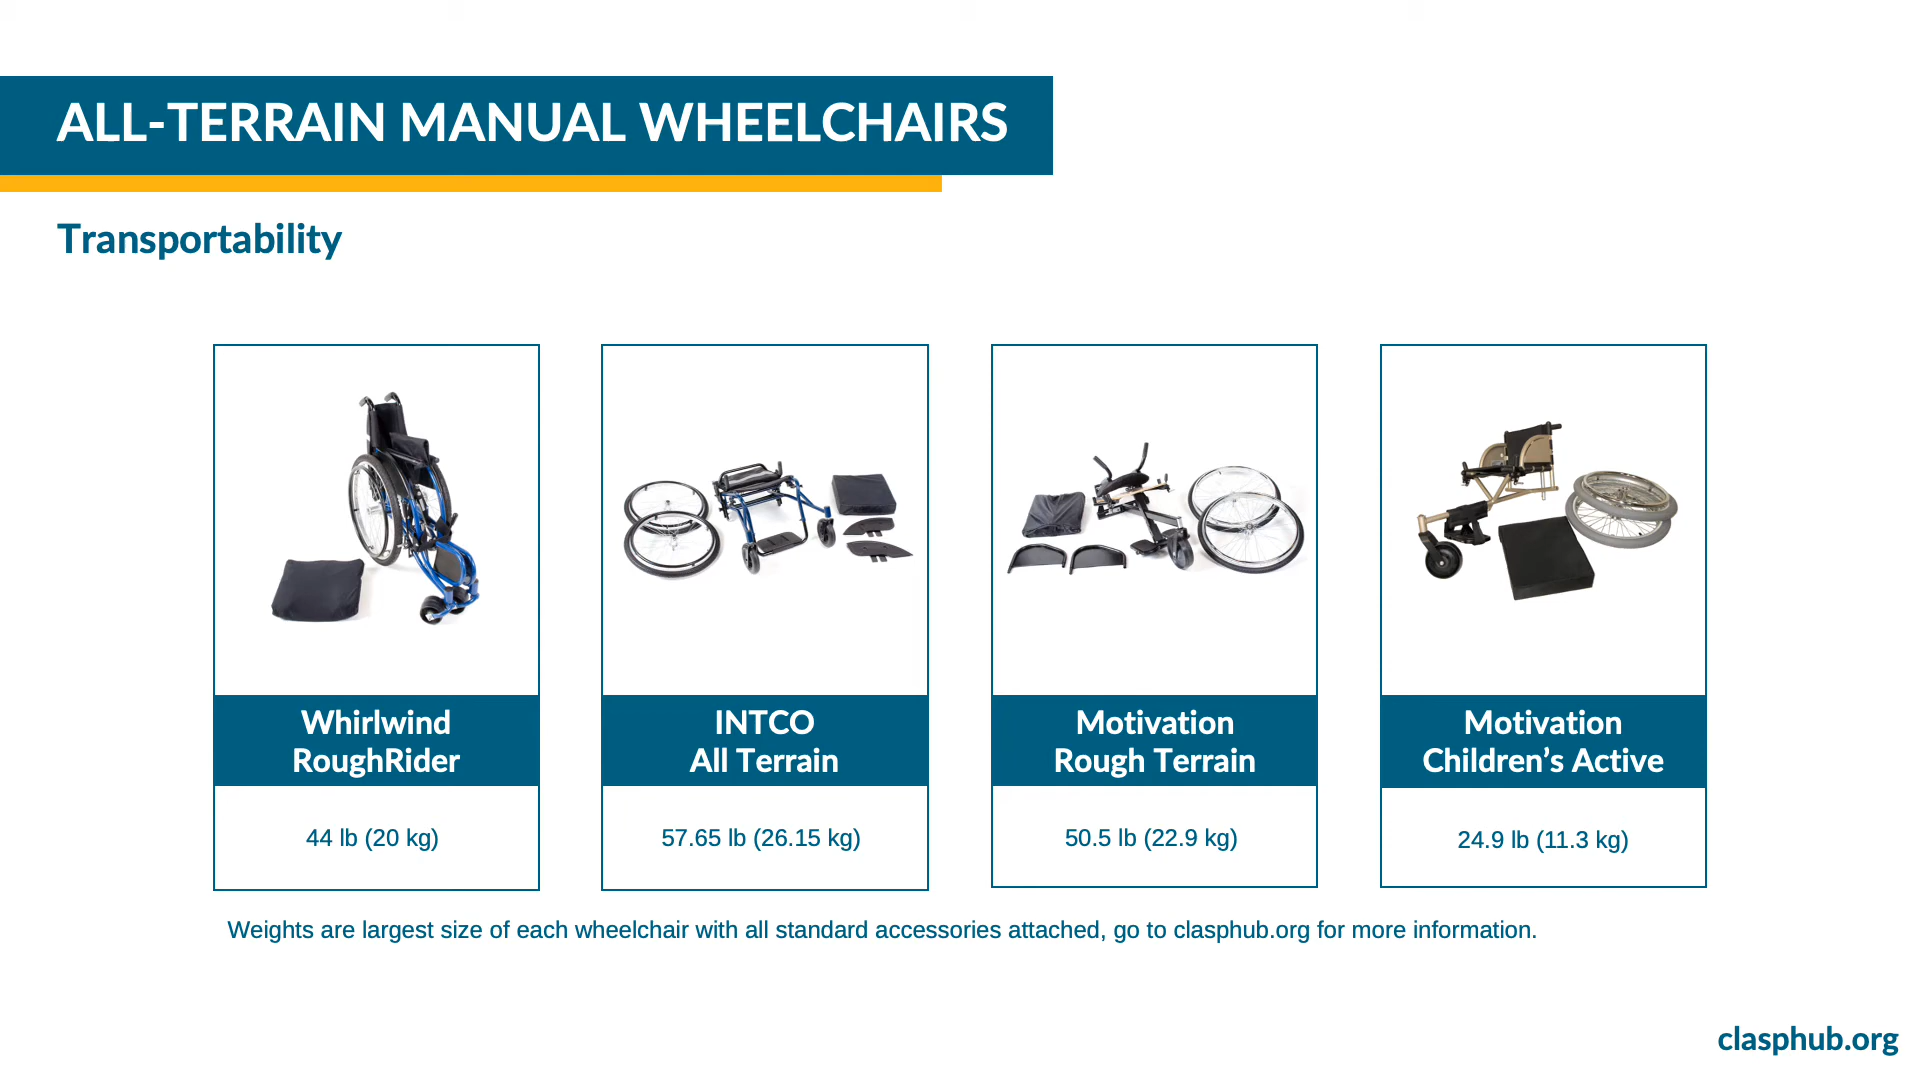 ALL-TERRAIN MANUAL WHEELCHAIRS
Transportability
Whirlwind
RoughRider
44 lb (20 kg)
INTCO
All Terrain
57.65 lb (26.15 kg)
Motivation
Rough Terrain
50.5 lb (22.9 kg)
Motivation
Children’s Active
24.9 lb (11.3 kg)
Weights are largest size of each wheelchair with all standard accessories attached, go to clasphub.org for more information.
clasphub.org